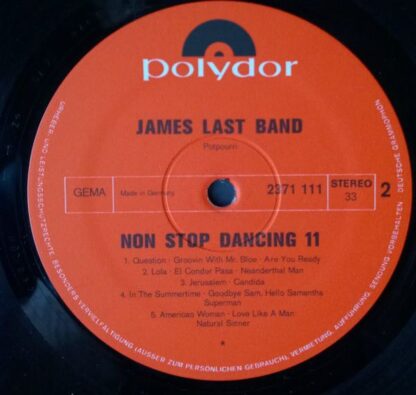 polydor
JAMES LAST BAND
Potpourri
GEMA
Made in Germany
2371 111
STEREO
33
2
NON STOP DANCING 11
1. Question · Groovin With Mr. Bloe · Are You Ready
2. Lola · El Condor Pasa · Neanderthal Man
3. Jerusalem · Candida
4. In The Summertime · Goodbye Sam, Hello Samantha
Superman
5. American Woman · Love Like A Man
Natural Sinner
*
URHEBER- UND LEISTUNGSSCHUTZRECHTE BESONDERS VERVIELFÄLTIGUNG (AUSSER ZUM PERSÖNLICHEN GEBRAUCH), VERMIETUNG, AUFFÜHRUNG, SENDUNG VORBEHALTEN
DEUTSCHE GRAMMOPHON